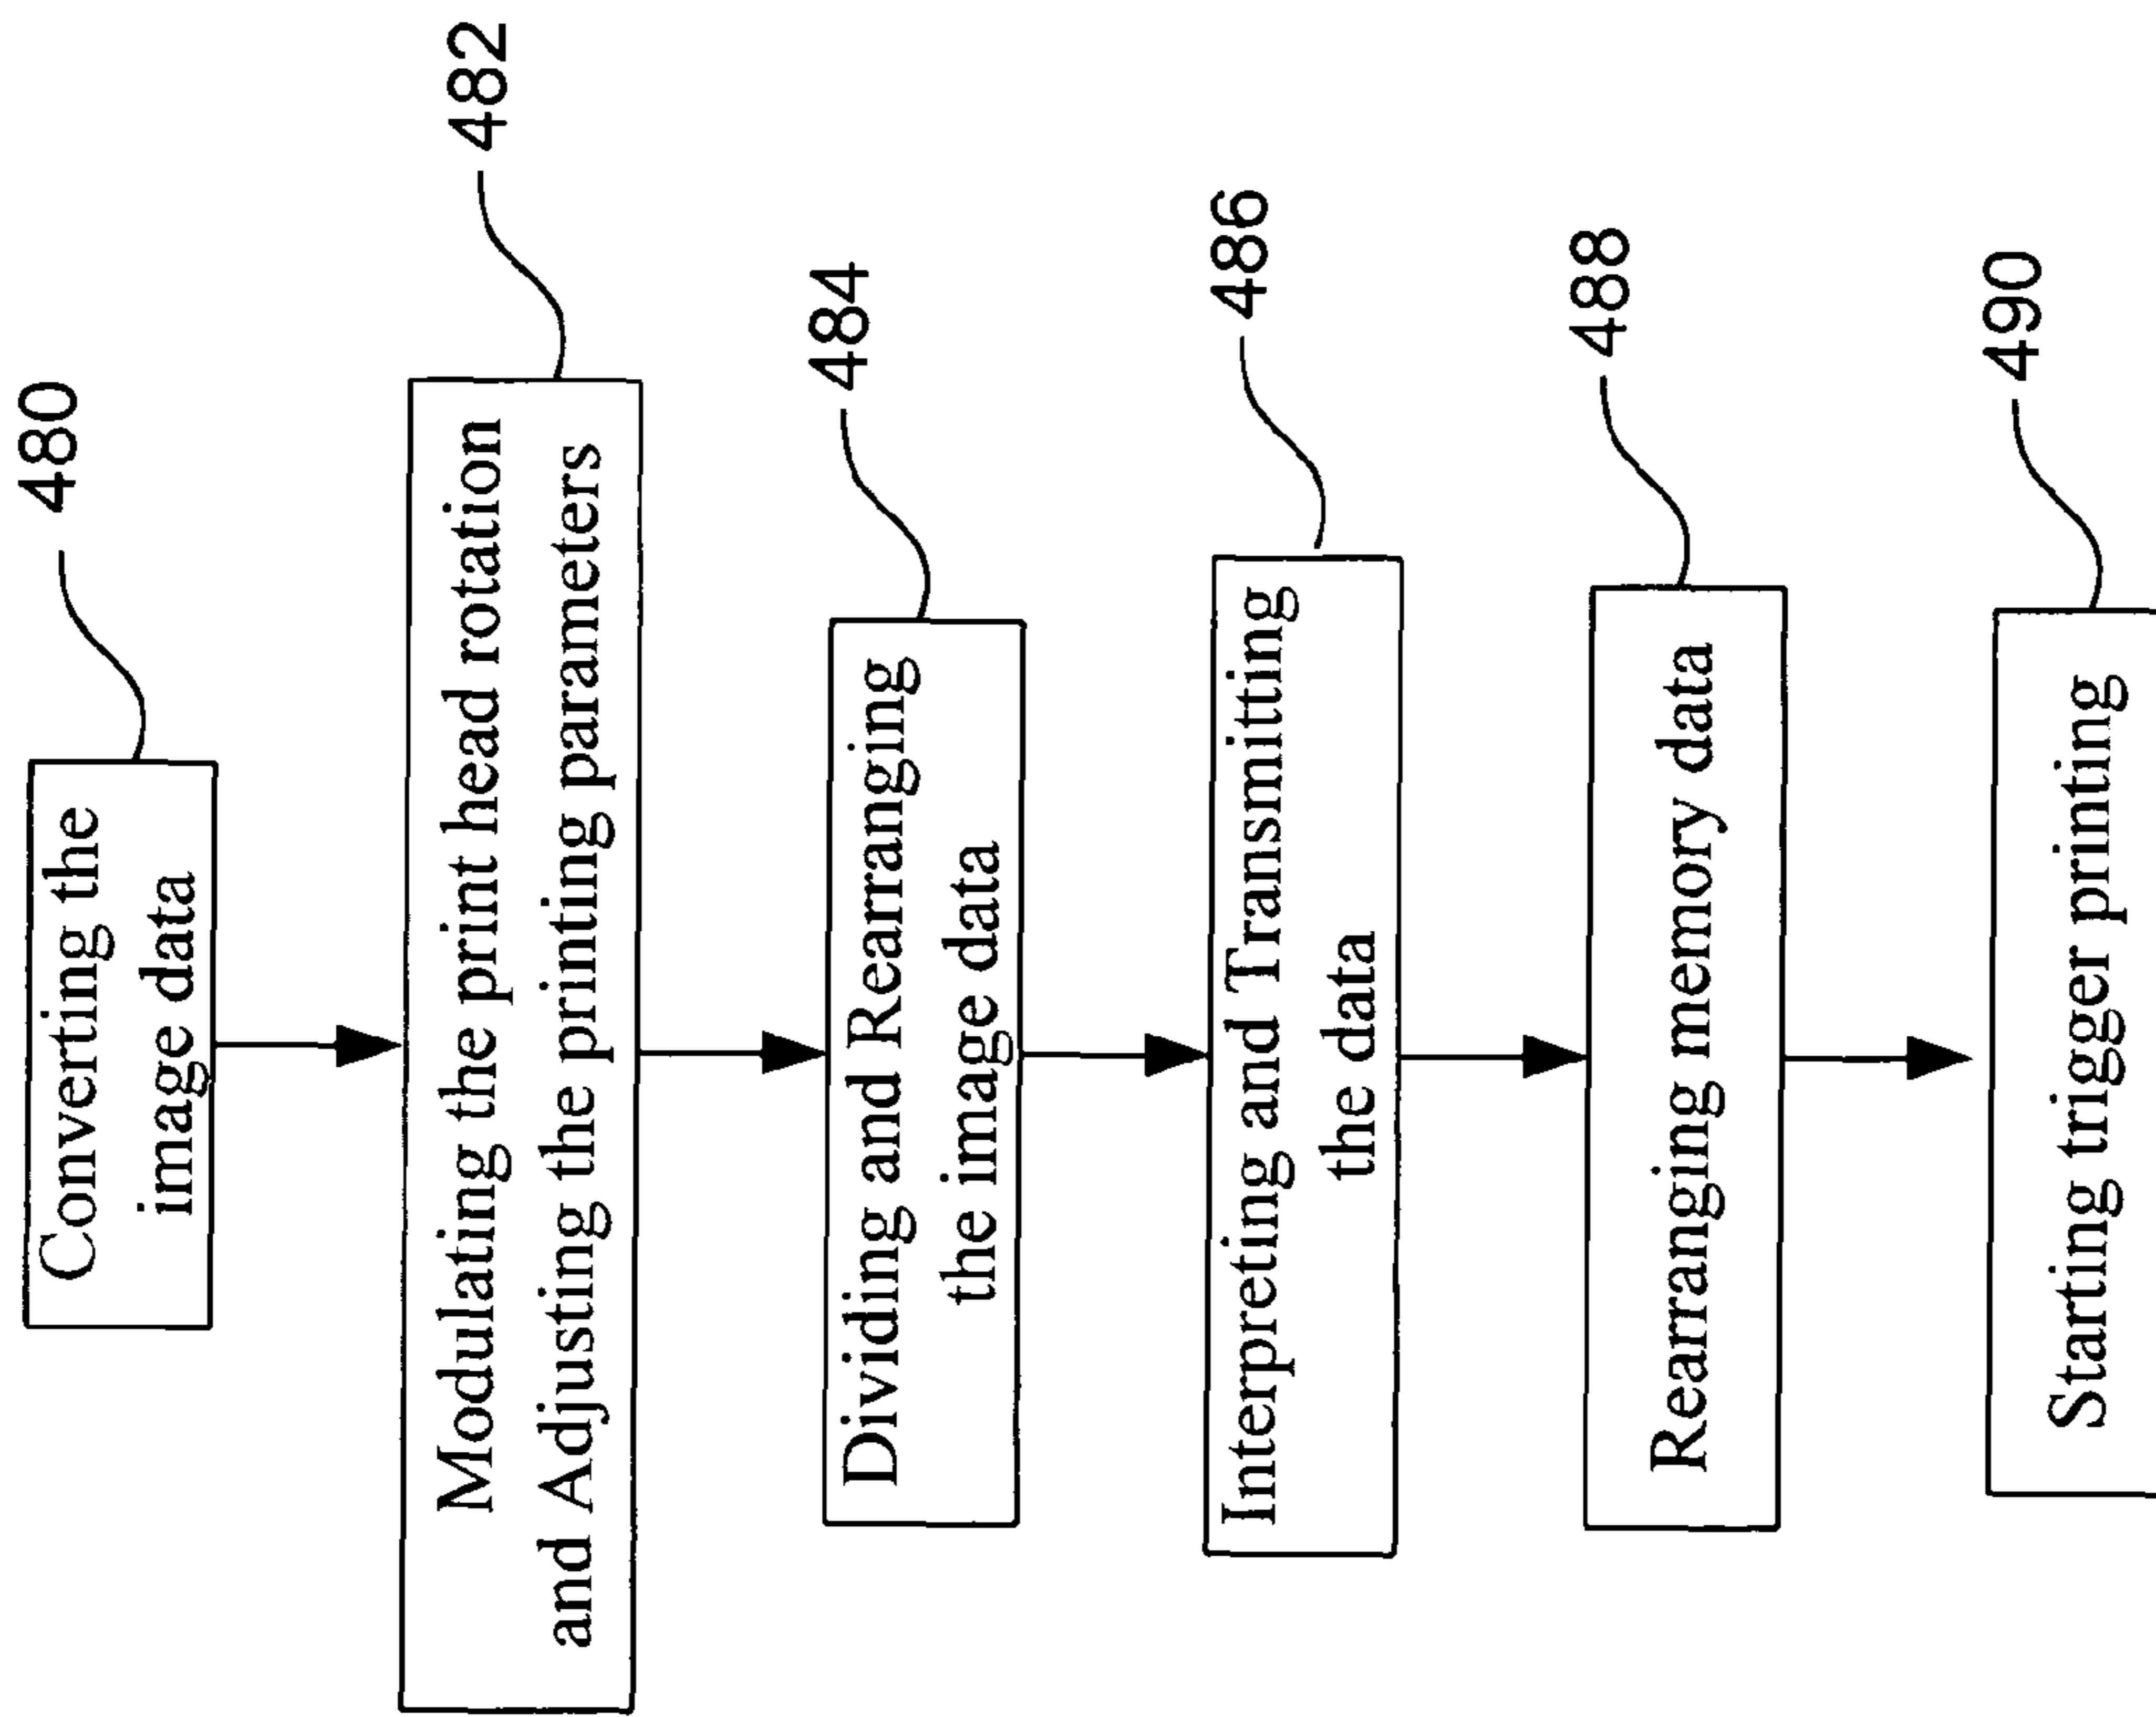 480
Converting the
image data
482
Modulating the print head rotation
and Adjusting the printing parameters
484
Dividing and Rearranging
the image data
486
Interpreting and Transmitting
the data
488
Rearranging memory data
490
Starting trigger printing